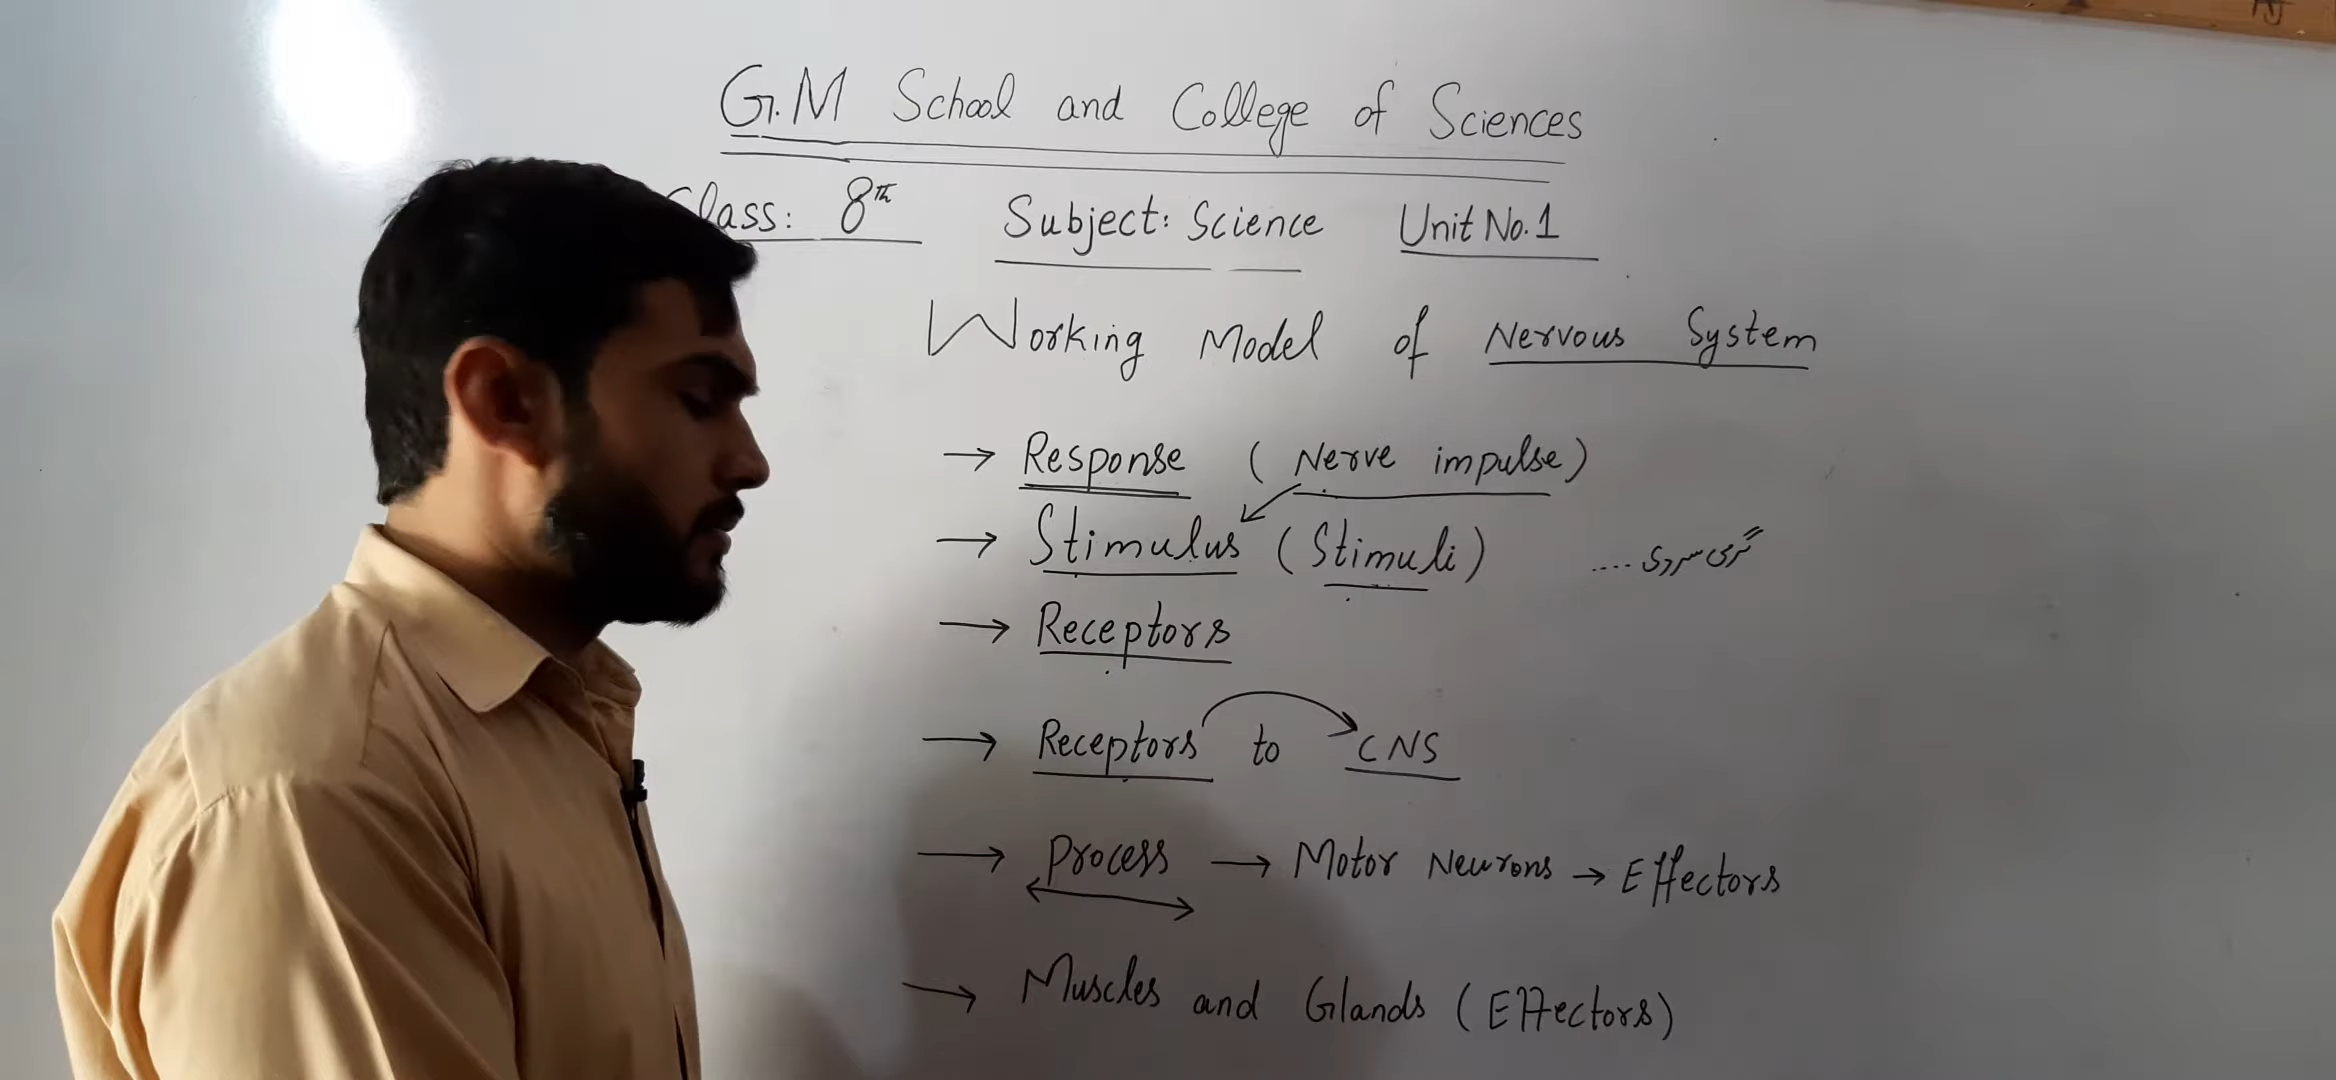 G.M School and College of Sciences
Class: 8th Subject: Science Unit No.1
Working Model of Nervous System
→ Response (Nerve impulse)
→ Stimulus (Stimuli) گرمی سردی ....
→ Receptors
→ Receptors to CNS
→ Process → Motor Neurons → Effectors
→ Muscles and Glands (Effectors)